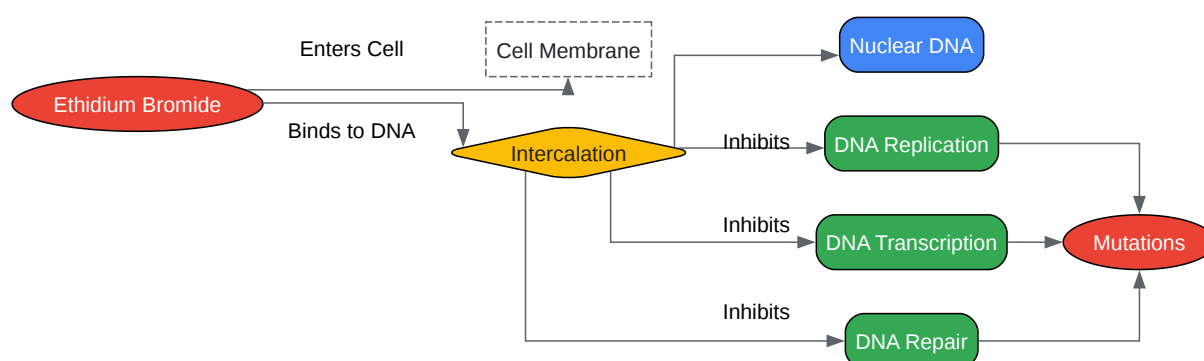 Enters Cell
Cell Membrane
Nuclear DNA
Ethidium Bromide
Binds to DNA
Intercalation
Inhibits
DNA Replication
Inhibits
DNA Transcription
Mutations
Inhibits
DNA Repair